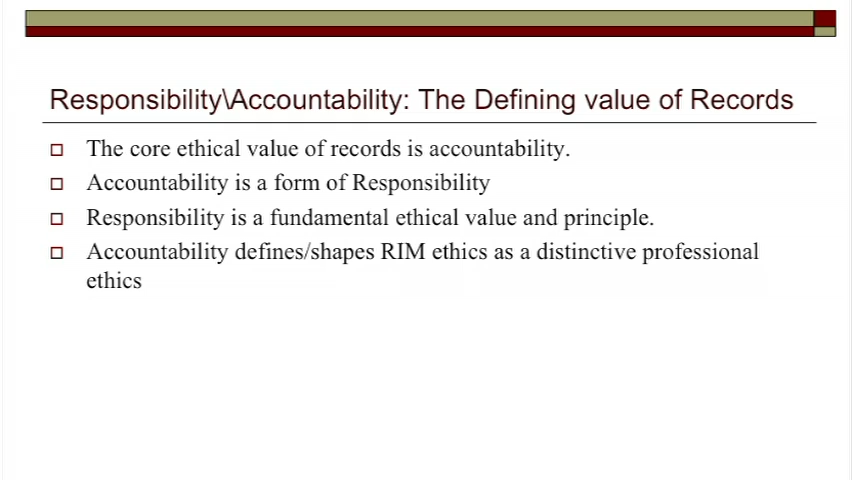 Responsibility\Accountability: The Defining value of Records
The core ethical value of records is accountability.
Accountability is a form of Responsibility
Responsibility is a fundamental ethical value and principle.
Accountability defines/shapes RIM ethics as a distinctive professional
ethics